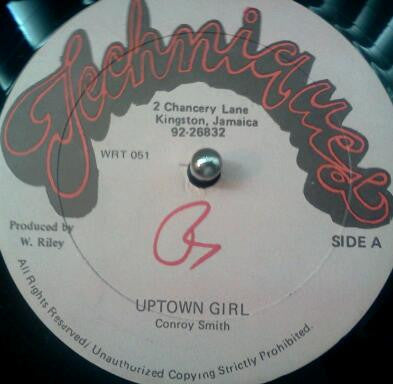 Techniques
2 Chancery Lane
Kingston, Jamaica
92-26832
WRT 051
Produced by
W. Riley
SIDE A
UPTOWN GIRL
Conroy Smith
All Rights Reserved/ Unauthorized Copying Strictly Prohibited.